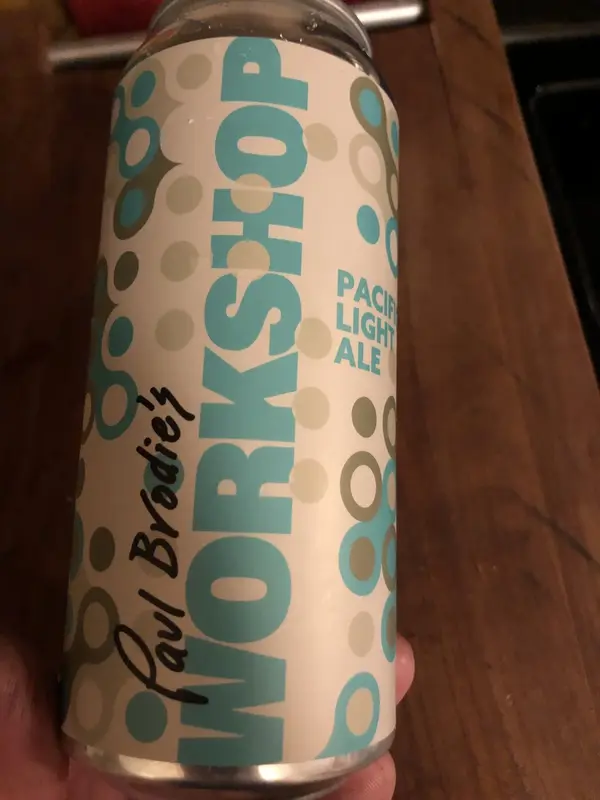 Paul Brodie's
WORKSHOP
PACIF
LIGHT
ALE